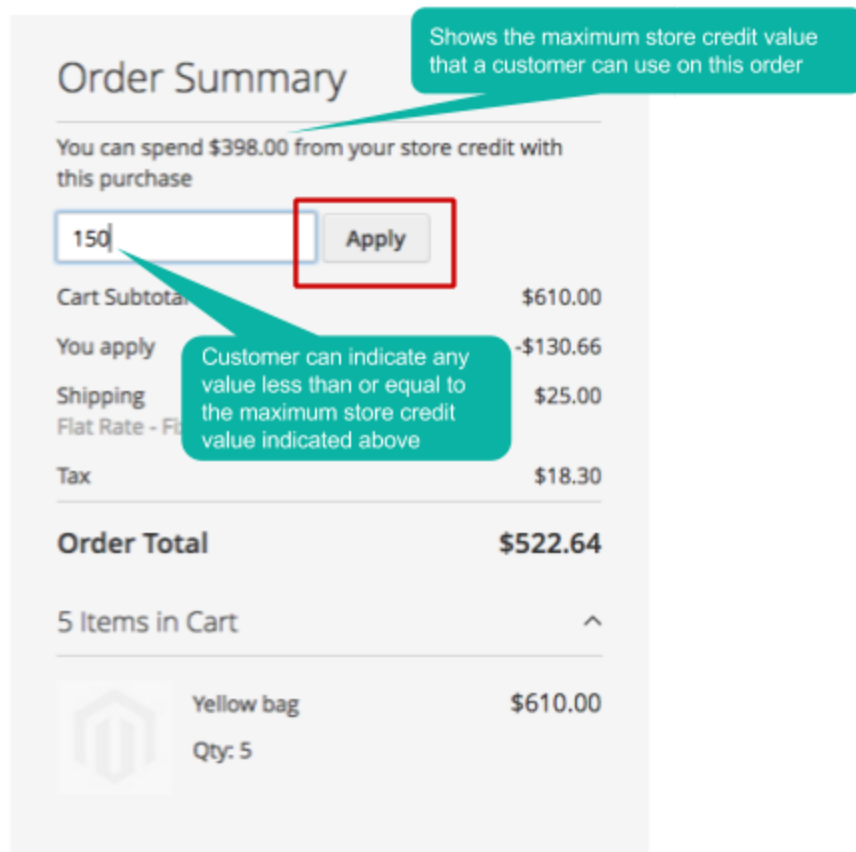 Shows the maximum store credit value
that a customer can use on this order
Order Summary
You can spend $398.00 from your store credit with
this purchase
150 Apply
Cart Subtotal $610.00
You apply -$130.66
Customer can indicate any
value less than or equal to
the maximum store credit
value indicated above
Shipping $25.00
Flat Rate -
Tax $18.30
Order Total $522.64
5 Items in Cart
Yellow bag $610.00
Qty: 5